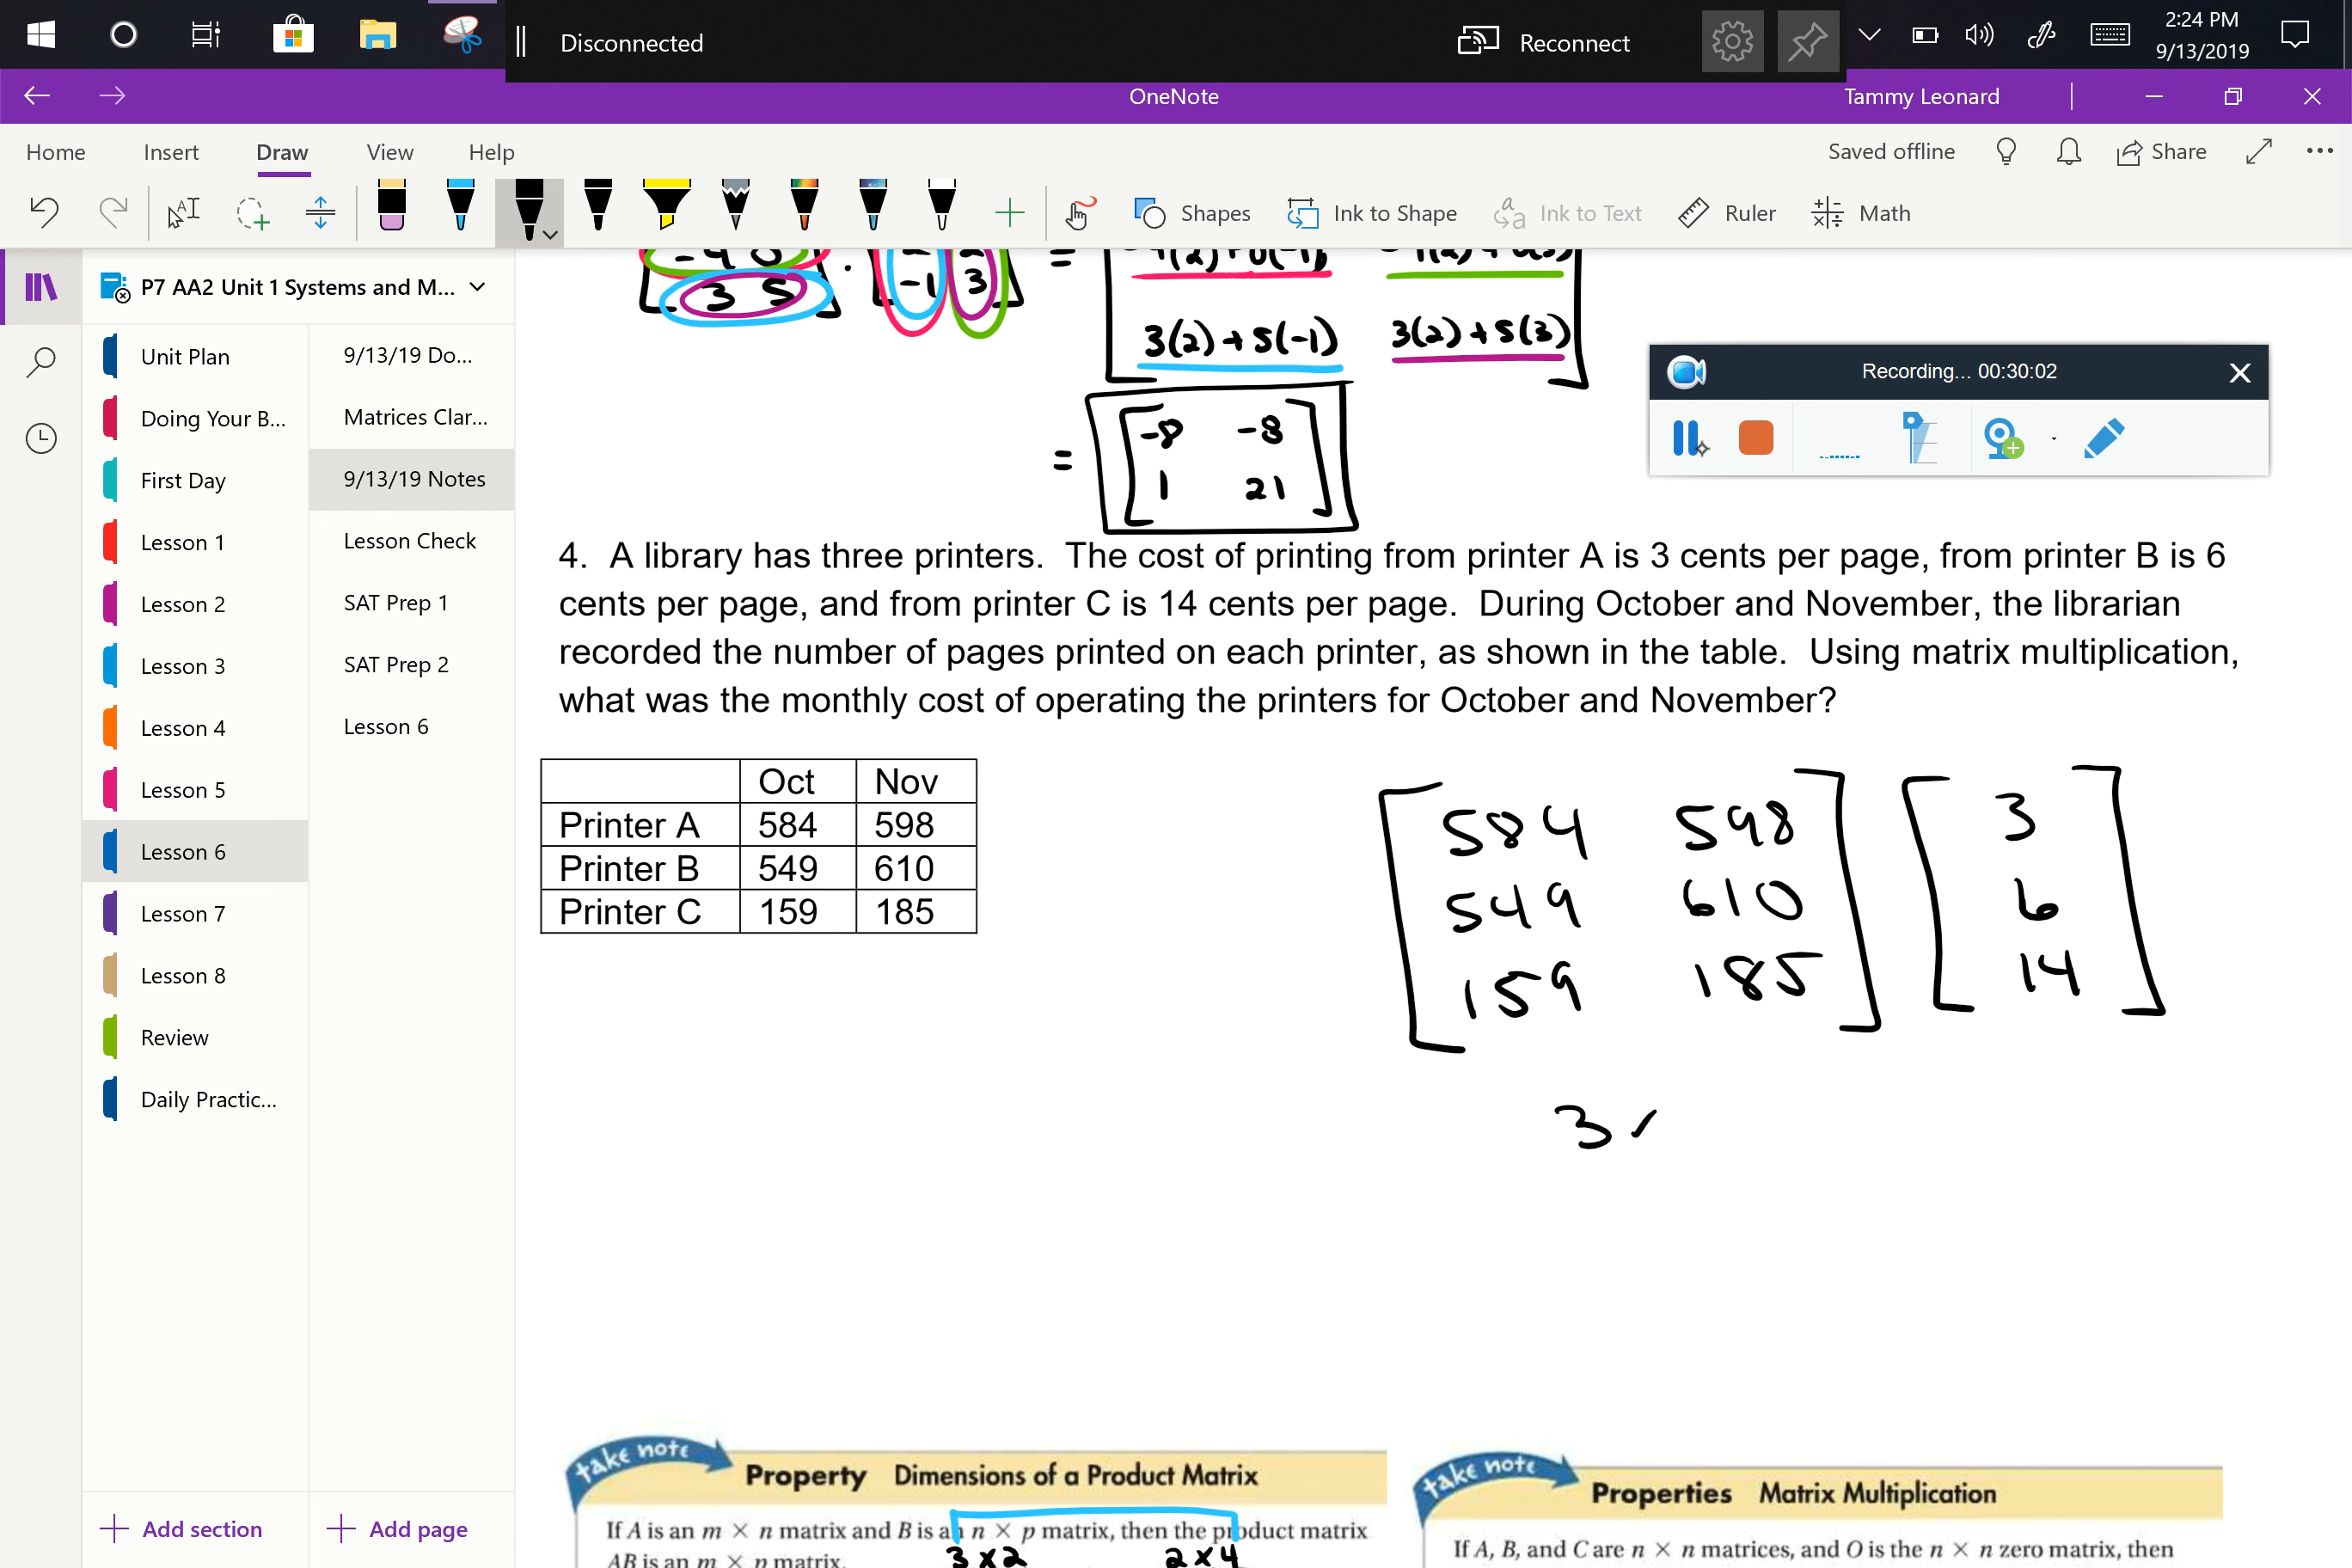 Disconnected
Reconnect
2:24 PM
9/13/2019
OneNote
Tammy Leonard
Home Insert Draw View Help
Saved offline
Share
Shapes
Ink to Shape
Ink to Text
Ruler
Math
P7 AA2 Unit 1 Systems and M...
Unit Plan
Doing Your B...
First Day
Lesson 1
Lesson 2
Lesson 3
Lesson 4
Lesson 5
Lesson 6
Lesson 7
Lesson 8
Review
Daily Practic...
Add section
9/13/19 Do...
Matrices Clar...
9/13/19 Notes
Lesson Check
SAT Prep 1
SAT Prep 2
Lesson 6
Add page
Recording... 00:30:02
3 5 -1 3 =
3(2)+5(-1) 3(2)+5(3)
= -8 -8
1 21
4. A library has three printers. The cost of printing from printer A is 3 cents per page, from printer B is 6
cents per page, and from printer C is 14 cents per page. During October and November, the librarian
recorded the number of pages printed on each printer, as shown in the table. Using matrix multiplication,
what was the monthly cost of operating the printers for October and November?
Oct Nov
Printer A 584 598
Printer B 549 610
Printer C 159 185
584 598 3
549 610 6
159 185 14
3
take note
Property Dimensions of a Product Matrix
If A is an m × n matrix and B is an n × p matrix, then the product matrix
AB is an m × p matrix.
3x2 2x4
take note
Properties Matrix Multiplication
If A, B, and C are n × n matrices, and O is the n × n zero matrix, then